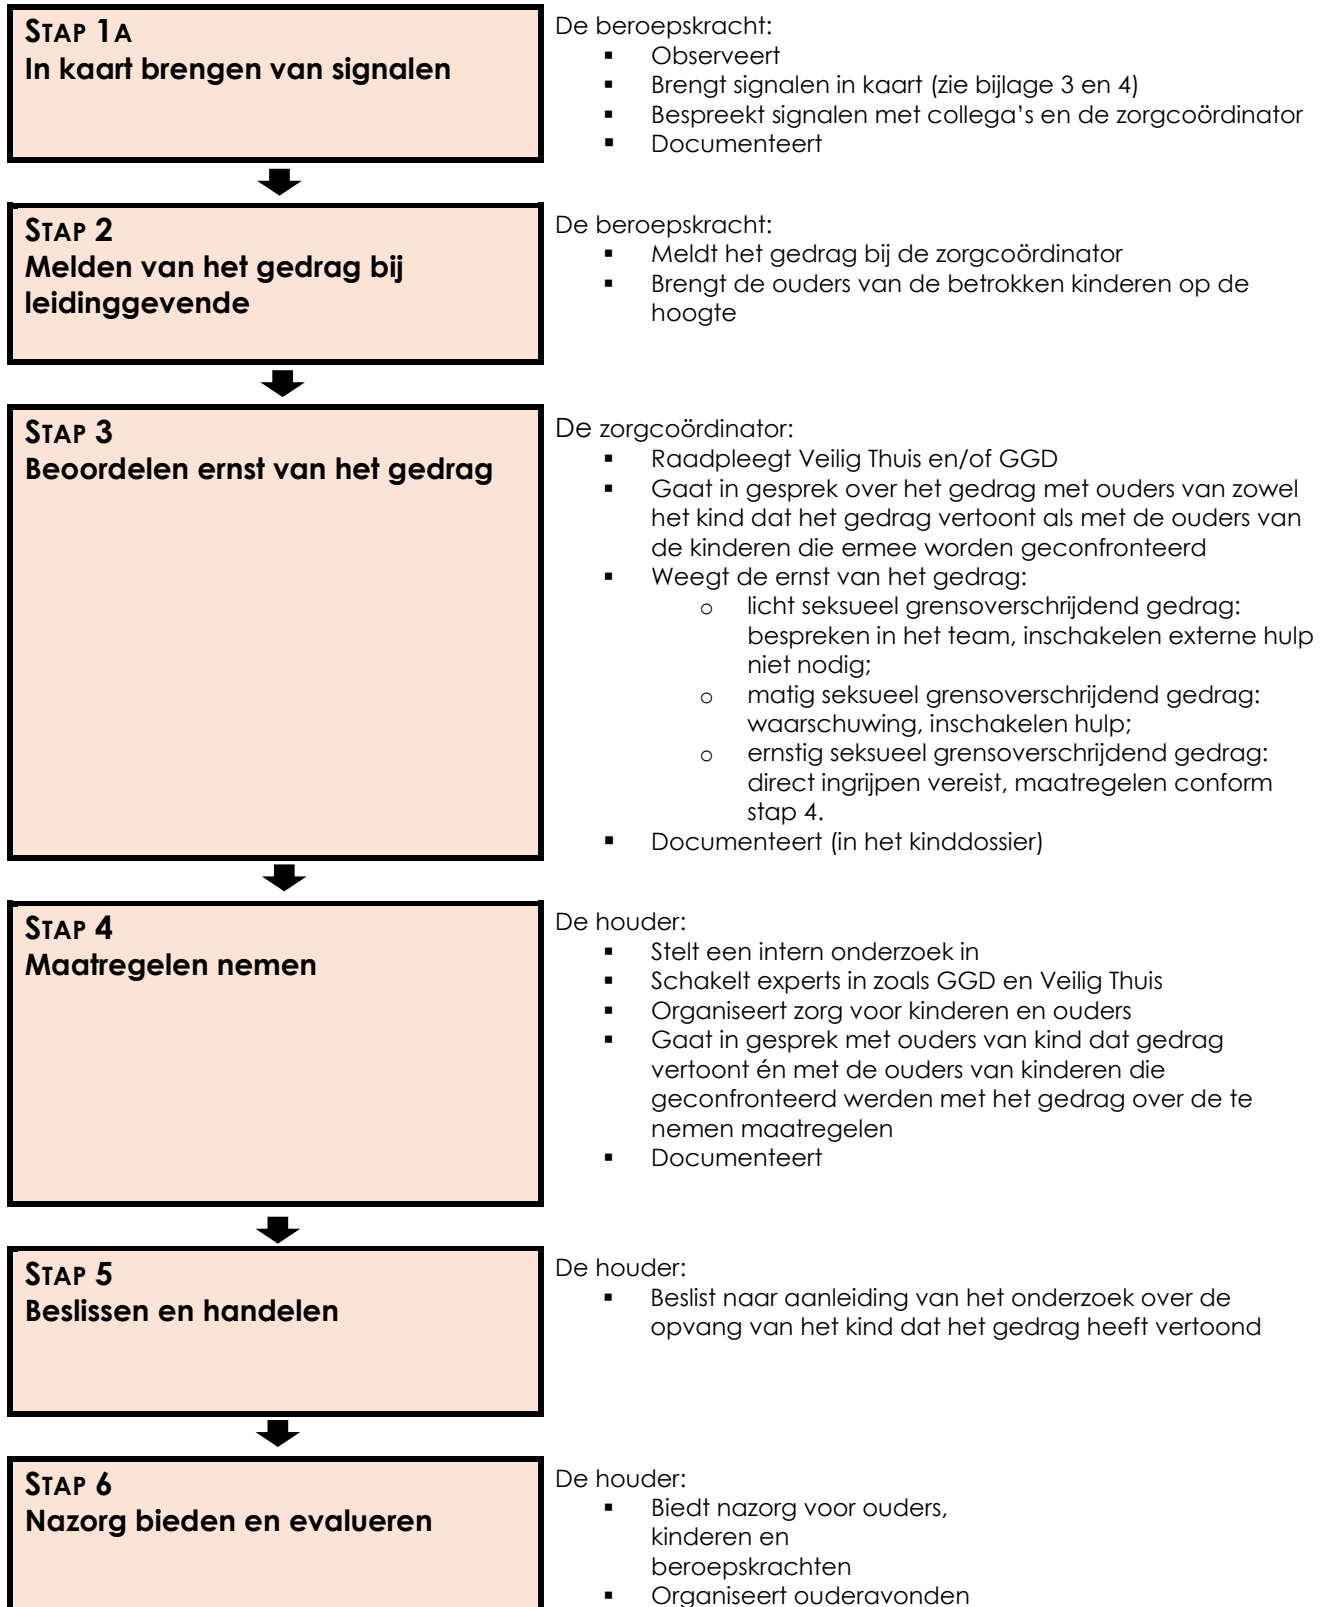 STAP 1A
In kaart brengen van signalen
De beroepskracht:
▪ Observeert
▪ Brengt signalen in kaart (zie bijlage 3 en 4)
▪ Bespreekt signalen met collega’s en de zorgcoördinator
▪ Documenteert
STAP 2
Melden van het gedrag bij
leidinggevende
De beroepskracht:
▪ Meldt het gedrag bij de zorgcoördinator
▪ Brengt de ouders van de betrokken kinderen op de
hoogte
STAP 3
Beoordelen ernst van het gedrag
De zorgcoördinator:
▪ Raadpleegt Veilig Thuis en/of GGD
▪ Gaat in gesprek over het gedrag met ouders van zowel
het kind dat het gedrag vertoont als met de ouders van
de kinderen die ermee worden geconfronteerd
▪ Weegt de ernst van het gedrag:
o licht seksueel grensoverschrijdend gedrag:
bespreken in het team, inschakelen externe hulp
niet nodig;
o matig seksueel grensoverschrijdend gedrag:
waarschuwing, inschakelen hulp;
o ernstig seksueel grensoverschrijdend gedrag:
direct ingrijpen vereist, maatregelen conform
stap 4.
▪ Documenteert (in het kinddossier)
STAP 4
Maatregelen nemen
De houder:
▪ Stelt een intern onderzoek in
▪ Schakelt experts in zoals GGD en Veilig Thuis
▪ Organiseert zorg voor kinderen en ouders
▪ Gaat in gesprek met ouders van kind dat gedrag
vertoont én met de ouders van kinderen die
geconfronteerd werden met het gedrag over de te
nemen maatregelen
▪ Documenteert
STAP 5
Beslissen en handelen
De houder:
▪ Beslist naar aanleiding van het onderzoek over de
opvang van het kind dat het gedrag heeft vertoond
STAP 6
Nazorg bieden en evalueren
De houder:
▪ Biedt nazorg voor ouders,
kinderen en
beroepskrachten
▪ Organiseert ouderavonden